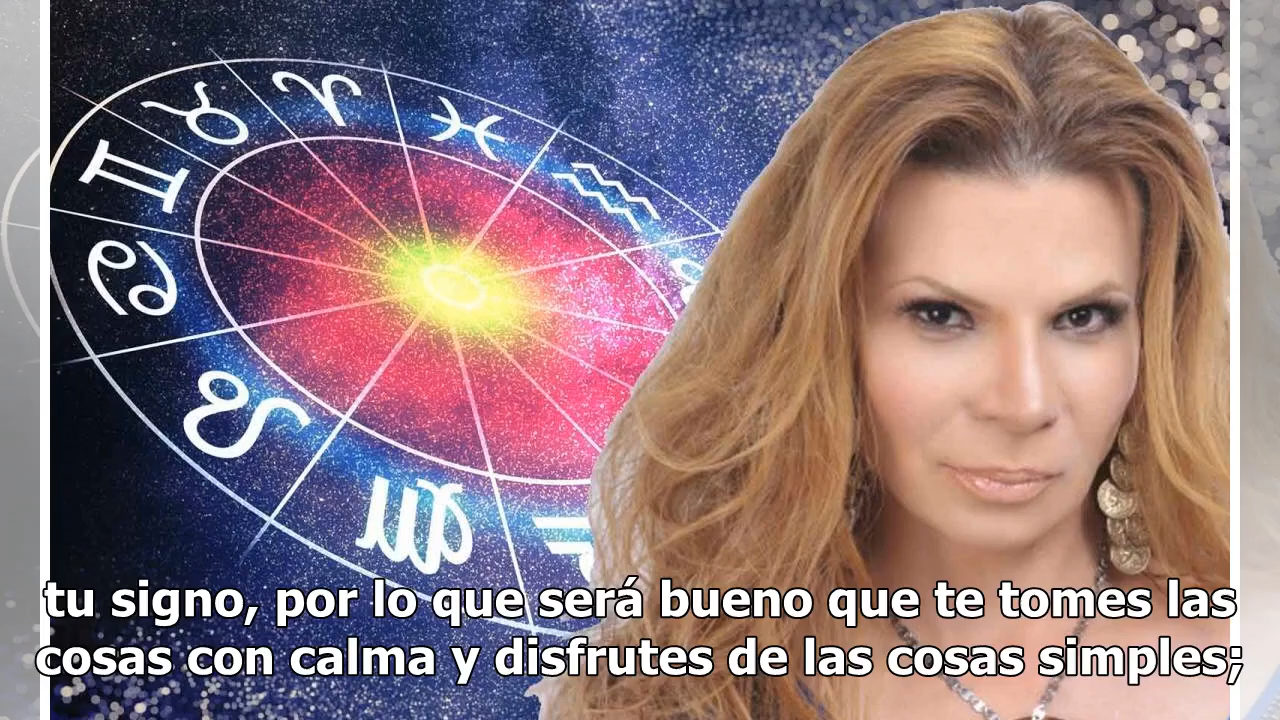 tu signo, por lo que será bueno que te tomes las
cosas con calma y disfrutes de las cosas simples;